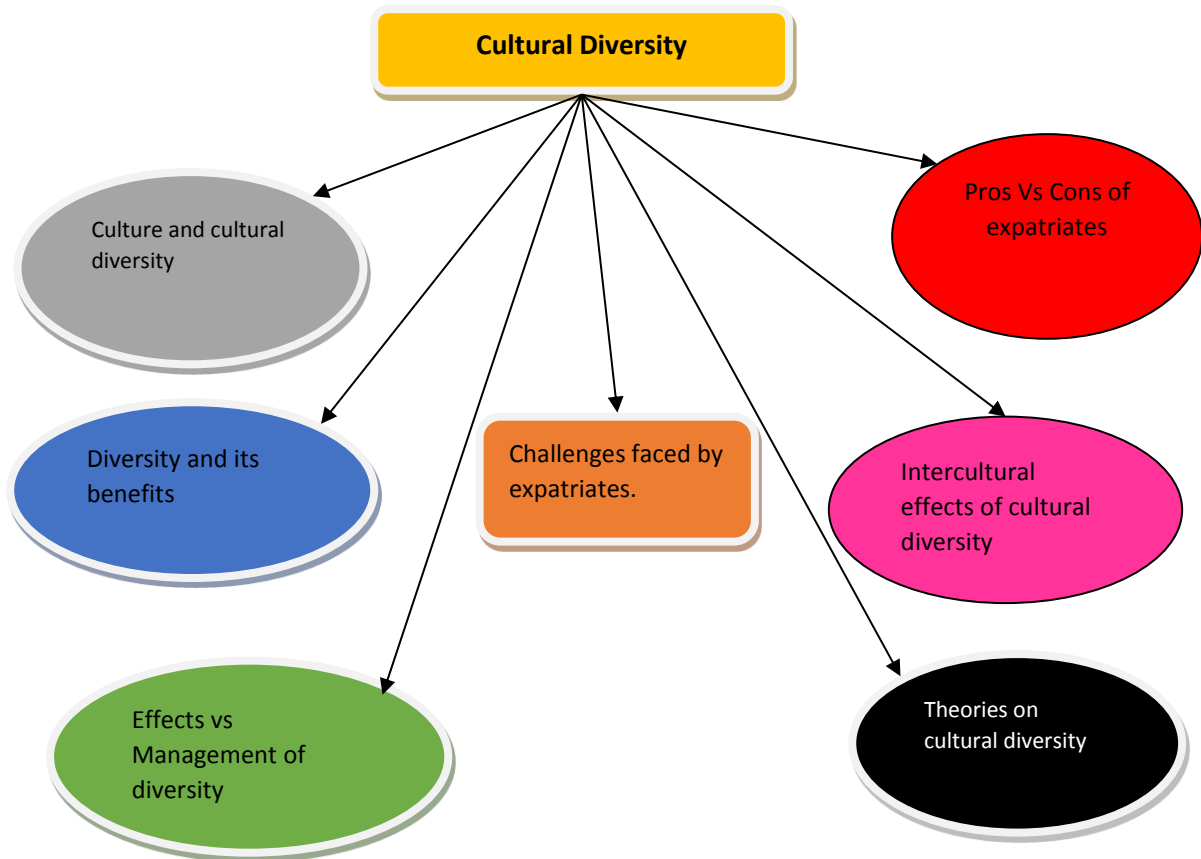 Cultural Diversity
Culture and cultural
diversity
Pros Vs Cons of
expatriates
Diversity and its
benefits
Challenges faced by
expatriates.
Intercultural
effects of cultural
diversity
Effects vs
Management of
diversity
Theories on
cultural diversity